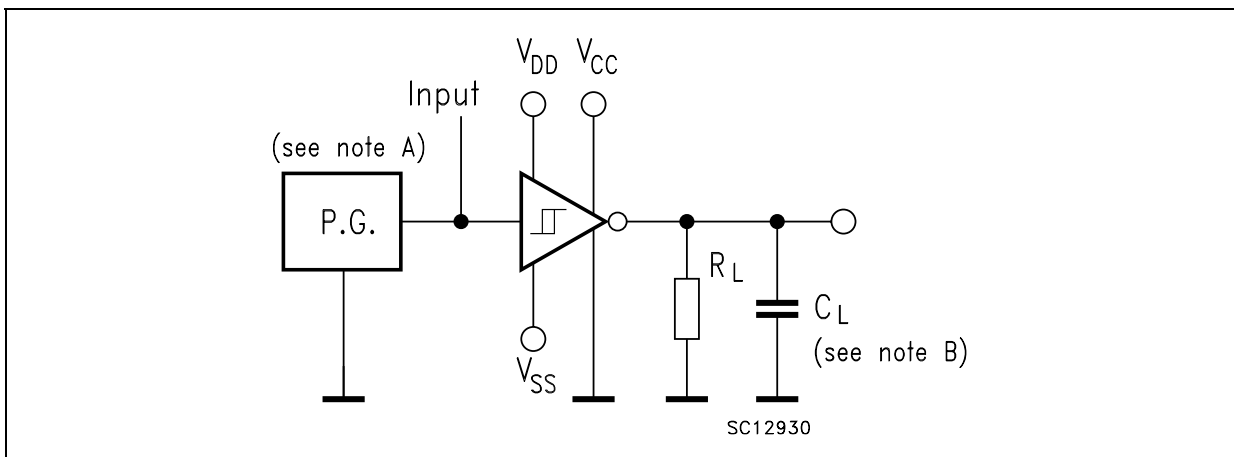 V_DD V_CC
Input
(see note A)
P.G.
R_L
C_L
(see note B)
V_SS
SC12930